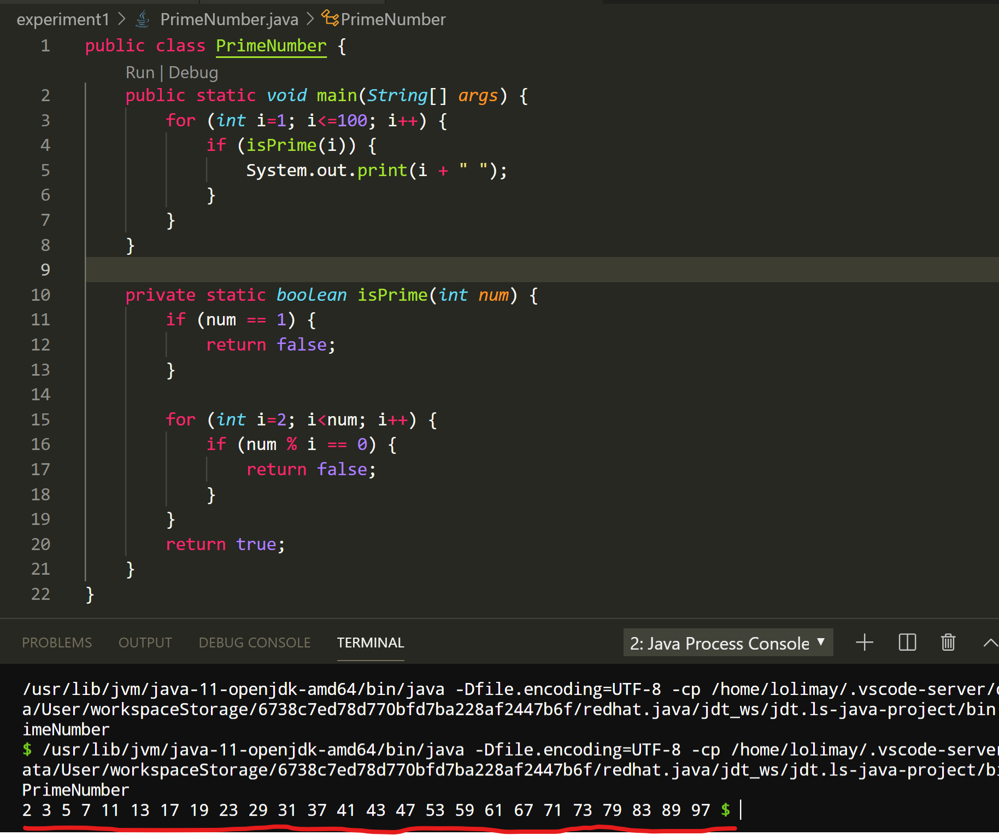 experiment1 > PrimeNumber.java > PrimeNumber
1 public class PrimeNumber {
Run | Debug
2 public static void main(String[] args) {
3 for (int i=1; i<=100; i++) {
4 if (isPrime(i)) {
5 System.out.print(i + " ");
6 }
7 }
8 }
9
10 private static boolean isPrime(int num) {
11 if (num == 1) {
12 return false;
13 }
14
15 for (int i=2; i<num; i++) {
16 if (num % i == 0) {
17 return false;
18 }
19 }
20 return true;
21 }
22 }
PROBLEMS OUTPUT DEBUG CONSOLE TERMINAL 2: Java Process Console
/usr/lib/jvm/java-11-openjdk-amd64/bin/java -Dfile.encoding=UTF-8 -cp /home/lolimay/.vscode-server/
a/User/workspaceStorage/6738c7ed78d770bfd7ba228af2447b6f/redhat.java/jdt_ws/jdt.ls-java-project/bin
imeNumber
$ /usr/lib/jvm/java-11-openjdk-amd64/bin/java -Dfile.encoding=UTF-8 -cp /home/lolimay/.vscode-server
ata/User/workspaceStorage/6738c7ed78d770bfd7ba228af2447b6f/redhat.java/jdt_ws/jdt.ls-java-project/bi
PrimeNumber
2 3 5 7 11 13 17 19 23 29 31 37 41 43 47 53 59 61 67 71 73 79 83 89 97 $